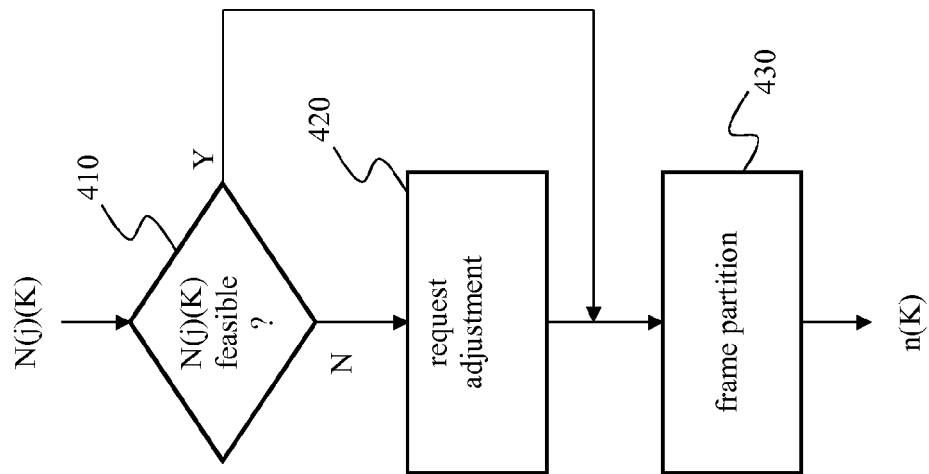 N(j)(K)
410
N(j)(K)
feasible
?
Y
N
420
request
adjustment
430
frame partition
n(K)